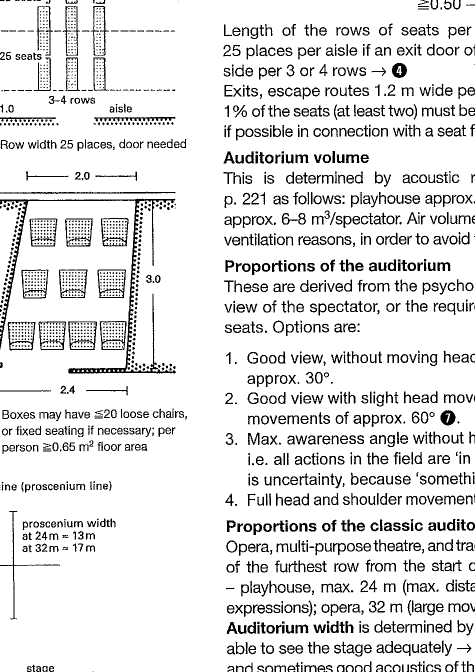 25 seats
3–4 rows
1.0
aisle
Row width 25 places, door needed
2.0
3.0
2.4
Boxes may have ≦20 loose chairs,
or fixed seating if necessary; per
person ≧0.65 m² floor area
(proscenium line)
proscenium width
at 24 m = 13 m
at 32 m = 17 m
stage
≧0.50
Length of the rows of seats per
25 places per aisle if an exit door of
side per 3 or 4 rows → ❹
Exits, escape routes 1.2 m wide
1% of the seats (at least two) must be
if possible in connection with a seat
Auditorium volume
This is determined by acoustic
p. 221 as follows: playhouse approx.
approx. 6–8 m³/spectator. Air volume
ventilation reasons, in order to avoid
Proportions of the auditorium
These are derived from the psycho
view of the spectator, or the
seats. Options are:
1. Good view, without moving head
approx. 30°.
2. Good view with slight head
movements of approx. 60° ❼.
3. Max. awareness angle without
i.e. all actions in the field are ‘in
is uncertainty, because
4. Full head and shoulder movement
Proportions of the classic
Opera, multi-purpose theatre, and
of the furthest row from the start
– playhouse, max. 24 m (max.
expressions); opera, 32 m (large
Auditorium width is determined by
able to see the stage adequately →
and sometimes good acoustics of